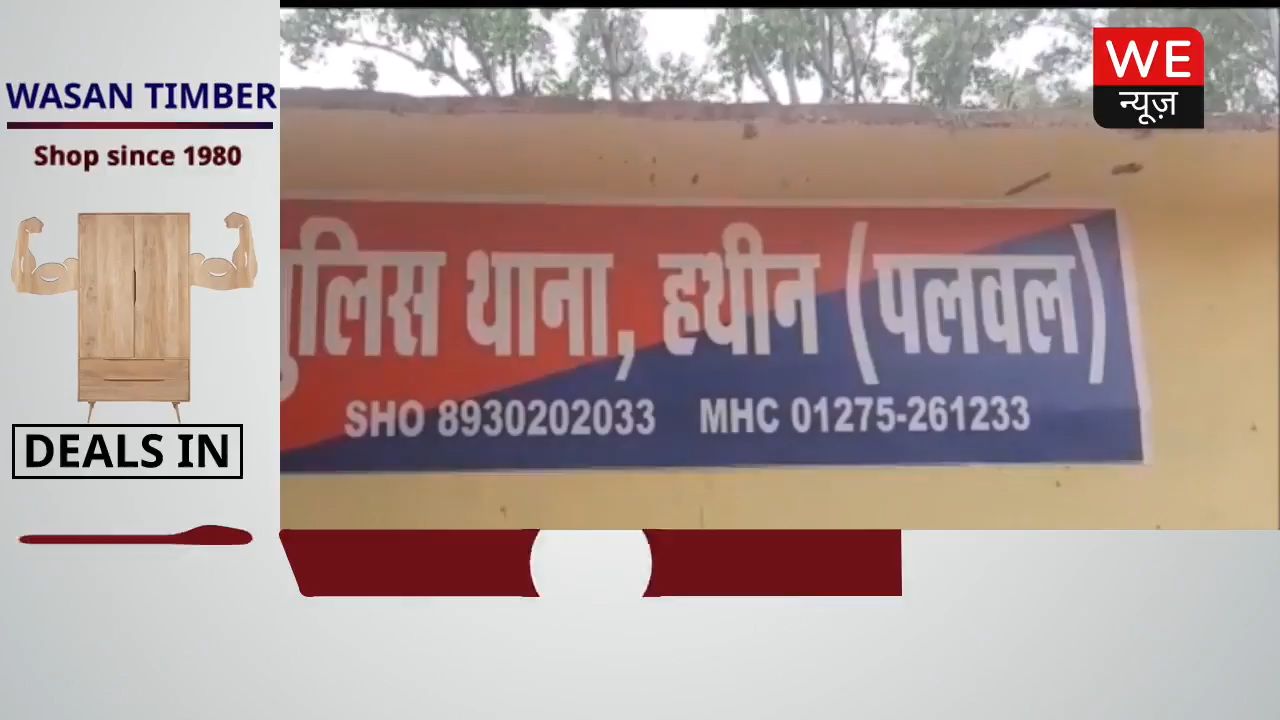 WASAN TIMBER
Shop since 1980
DEALS IN
WE
न्यूज़
पुलिस थाना, हथीन (पलवल)
SHO 8930202033 MHC 01275-261233